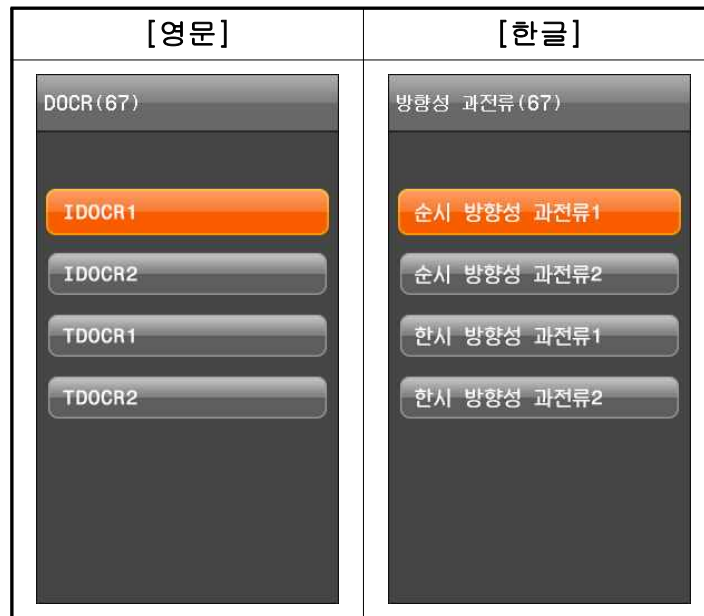 [영문]
DOCR(67)
IDOCR1
IDOCR2
TDOCR1
TDOCR2
[한글]
방향성 과전류(67)
순시 방향성 과전류1
순시 방향성 과전류2
한시 방향성 과전류1
한시 방향성 과전류2